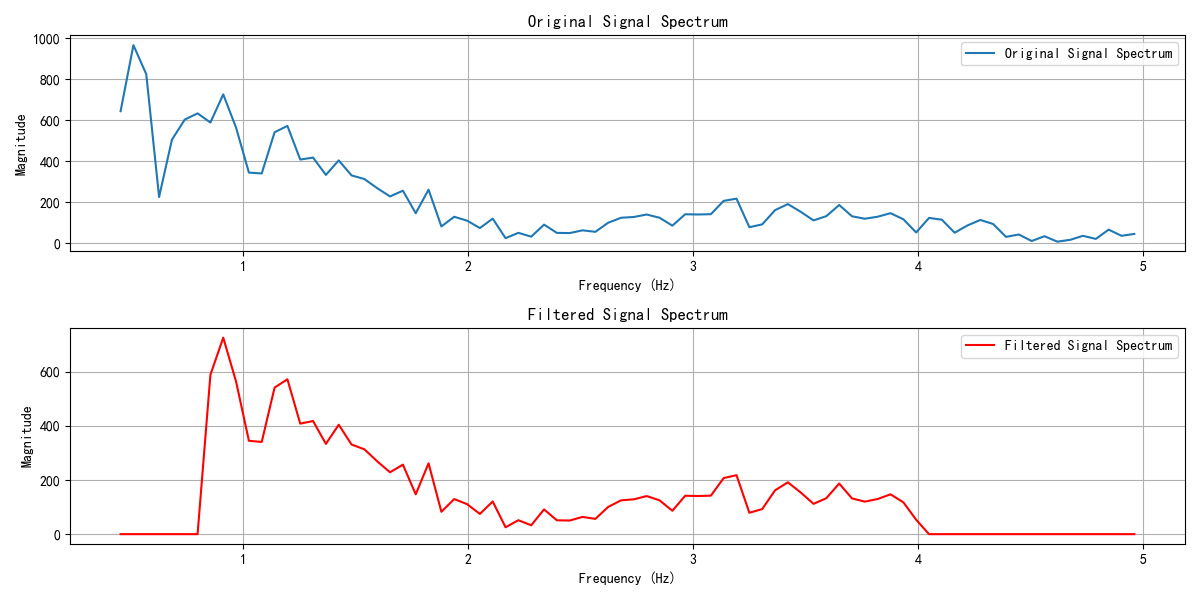 Original Signal Spectrum
1000
800
600
400
200
0
Magnitude
Original Signal Spectrum
1 2 3 4 5
Frequency (Hz)
Filtered Signal Spectrum
600
400
200
0
Magnitude
Filtered Signal Spectrum
1 2 3 4 5
Frequency (Hz)